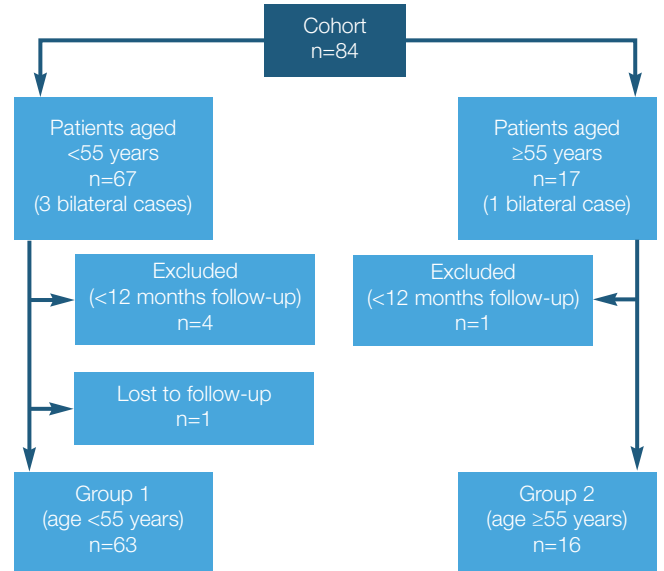 Cohort
n=84
Patients aged
<55 years
n=67
(3 bilateral cases)
Patients aged
≥55 years
n=17
(1 bilateral case)
Excluded
(<12 months follow-up)
n=4
Excluded
(<12 months follow-up)
n=1
Lost to follow-up
n=1
Group 1
(age <55 years)
n=63
Group 2
(age ≥55 years)
n=16